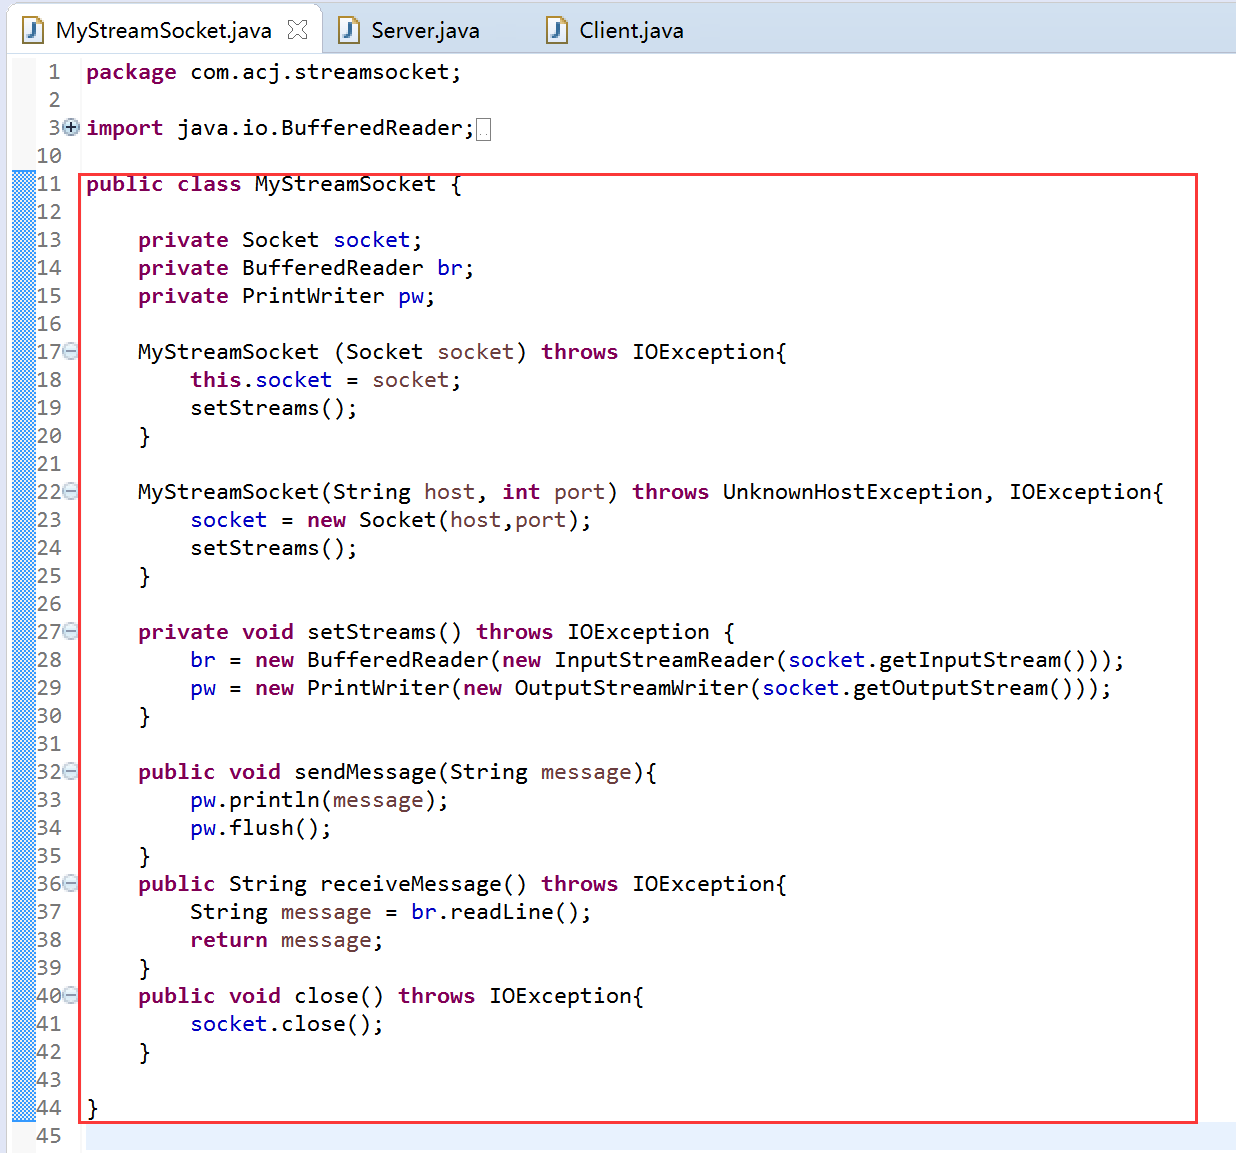 MyStreamSocket.java Server.java Client.java
1 package com.acj.streamsocket;
2
3 import java.io.BufferedReader;
10
11 public class MyStreamSocket {
12
13     private Socket socket;
14     private BufferedReader br;
15     private PrintWriter pw;
16
17     MyStreamSocket (Socket socket) throws IOException{
18         this.socket = socket;
19         setStreams();
20     }
21
22     MyStreamSocket(String host, int port) throws UnknownHostException, IOException{
23         socket = new Socket(host,port);
24         setStreams();
25     }
26
27     private void setStreams() throws IOException {
28         br = new BufferedReader(new InputStreamReader(socket.getInputStream()));
29         pw = new PrintWriter(new OutputStreamWriter(socket.getOutputStream()));
30     }
31
32     public void sendMessage(String message){
33         pw.println(message);
34         pw.flush();
35     }
36     public String receiveMessage() throws IOException{
37         String message = br.readLine();
38         return message;
39     }
40     public void close() throws IOException{
41         socket.close();
42     }
43
44 }
45